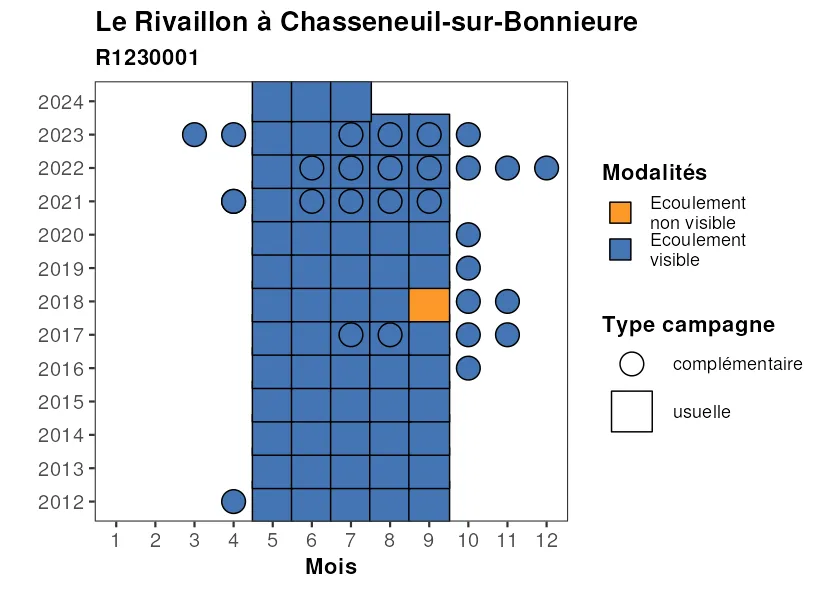 Le Rivaillon à Chasseneuil-sur-Bonnieure
R1230001
2024
2023
2022
2021
2020
2019
2018
2017
2016
2015
2014
2013
2012
1 2 3 4 5 6 7 8 9 10 11 12
Mois
Modalités
Ecoulement
non visible
Ecoulement
visible
Type campagne
complémentaire
usuelle